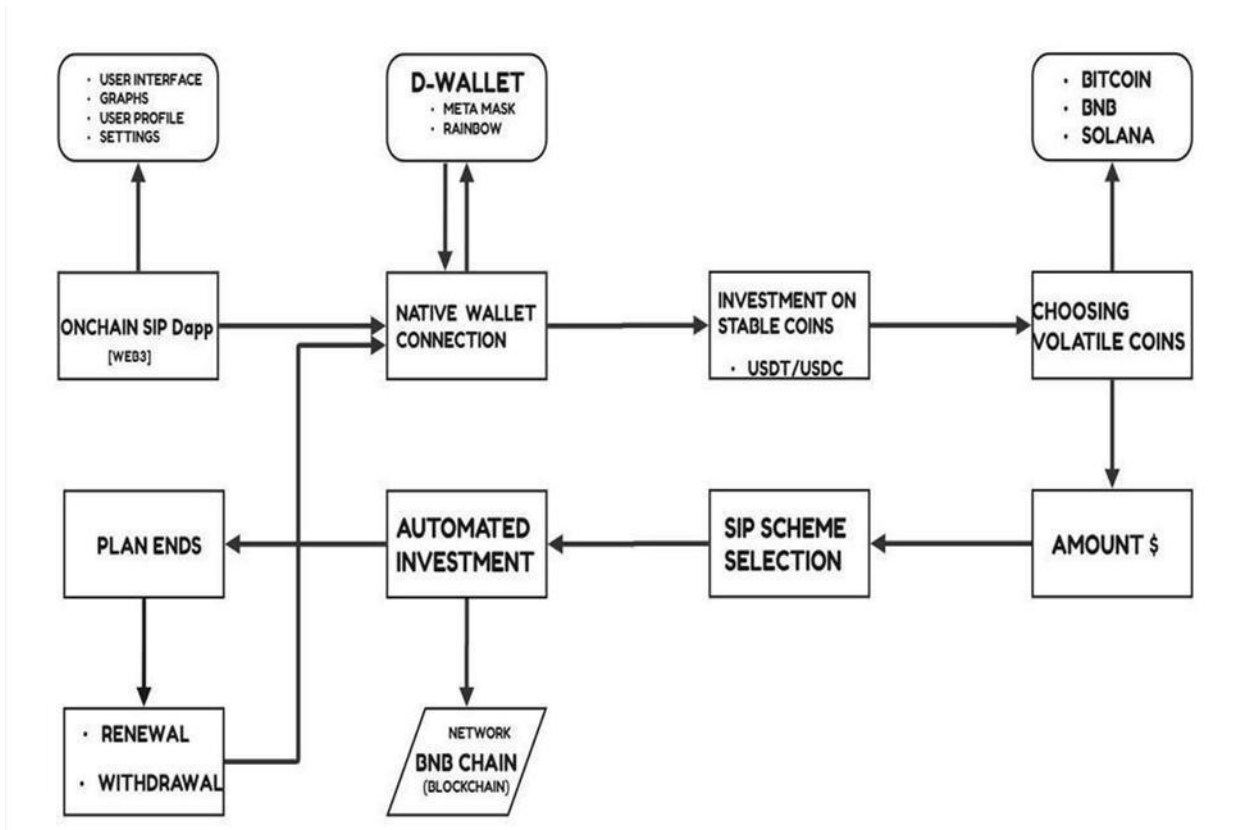 · USER INTERFACE
· GRAPHS
· USER PROFILE
· SETTINGS
D-WALLET
· META MASK
· RAINBOW
· BITCOIN
· BNB
· SOLANA
ONCHAIN SIP Dapp
[WEB3]
NATIVE WALLET
CONNECTION
INVESTMENT ON
STABLE COINS
· USDT/USDC
CHOOSING
VOLATILE COINS
PLAN ENDS
AUTOMATED
INVESTMENT
SIP SCHEME
SELECTION
AMOUNT $
· RENEWAL
· WITHDRAWAL
NETWORK
BNB CHAIN
(BLOCKCHAIN)